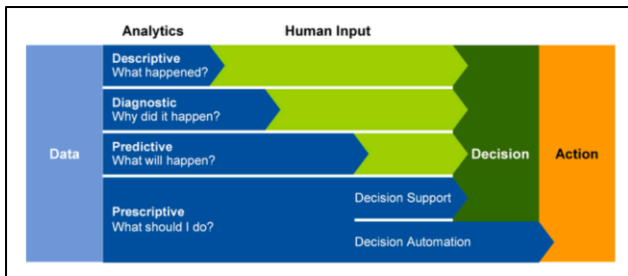 Analytics
Human Input
Descriptive
What happened?
Diagnostic
Why did it happen?
Predictive
What will happen?
Prescriptive
What should I do?
Decision Support
Decision Automation
Data
Decision
Action